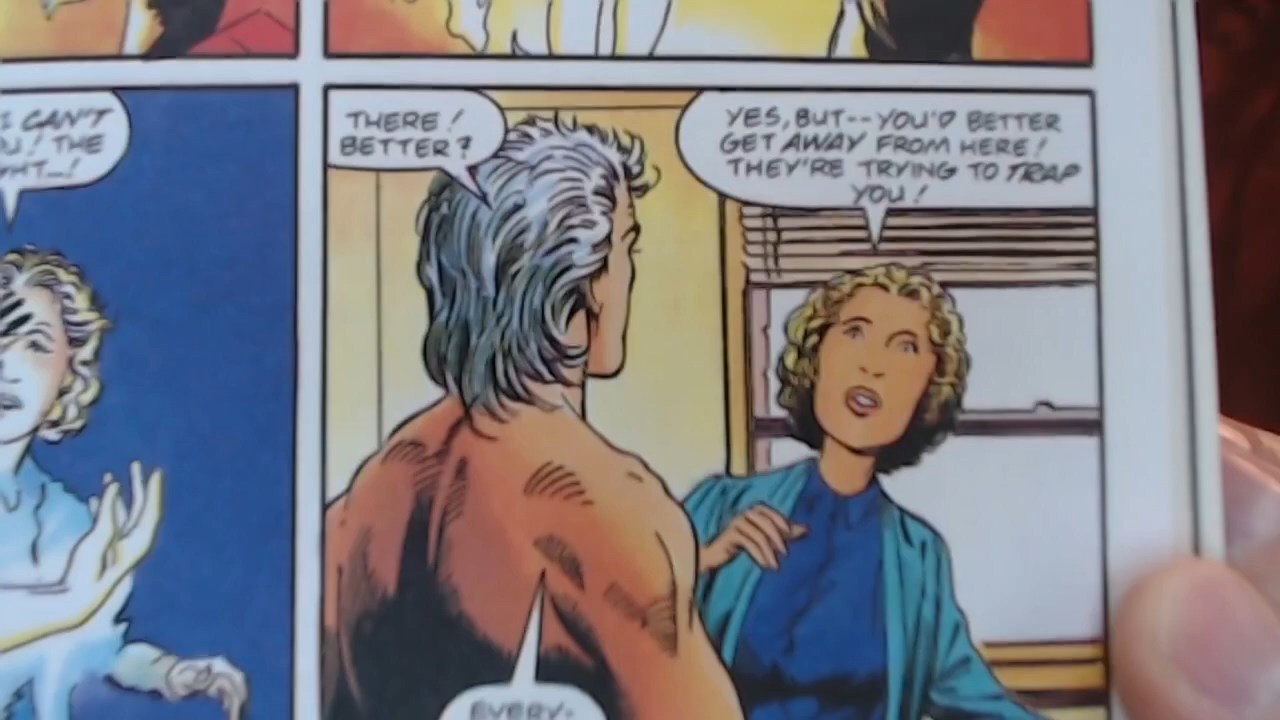 I CAN'T
THE
THERE!
BETTER?
YES, BUT--YOU'D BETTER
GET AWAY FROM HERE!
THEY'RE TRYING TO TRAP
YOU!
EVERY-